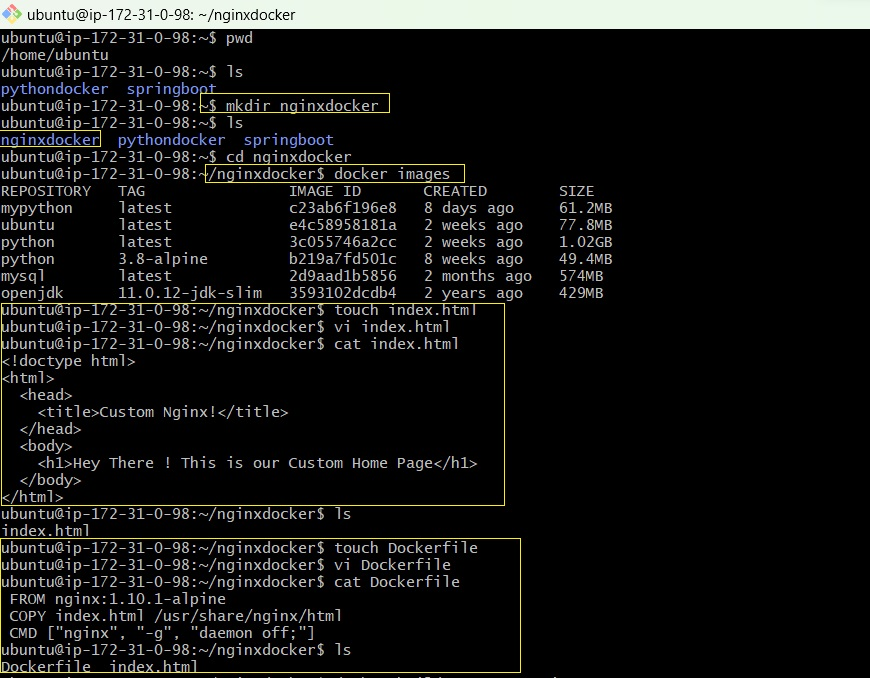 ubuntu@ip-172-31-0-98: ~/nginxdocker
ubuntu@ip-172-31-0-98:~$ pwd
/home/ubuntu
ubuntu@ip-172-31-0-98:~$ ls
pythondocker  springboot
ubuntu@ip-172-31-0-98:~$ mkdir nginxdocker
ubuntu@ip-172-31-0-98:~$ ls
nginxdocker  pythondocker  springboot
ubuntu@ip-172-31-0-98:~$ cd nginxdocker
ubuntu@ip-172-31-0-98:~/nginxdocker$ docker images
REPOSITORY   TAG                IMAGE ID       CREATED        SIZE
mypython     latest             c23ab6f196e8   8 days ago     61.2MB
ubuntu       latest             e4c58958181a   2 weeks ago    77.8MB
python       latest             3c055746a2cc   2 weeks ago    1.02GB
python       3.8-alpine         b219a7fd501c   8 weeks ago    49.4MB
mysql        latest             2d9aad1b5856   2 months ago   574MB
openjdk      11.0.12-jdk-slim   3593102dcdb4   2 years ago    429MB
ubuntu@ip-172-31-0-98:~/nginxdocker$ touch index.html
ubuntu@ip-172-31-0-98:~/nginxdocker$ vi index.html
ubuntu@ip-172-31-0-98:~/nginxdocker$ cat index.html
<!doctype html>
<html>
  <head>
    <title>Custom Nginx!</title>
  </head>
  <body>
    <h1>Hey There ! This is our Custom Home Page</h1>
  </body>
</html>
ubuntu@ip-172-31-0-98:~/nginxdocker$ ls
index.html
ubuntu@ip-172-31-0-98:~/nginxdocker$ touch Dockerfile
ubuntu@ip-172-31-0-98:~/nginxdocker$ vi Dockerfile
ubuntu@ip-172-31-0-98:~/nginxdocker$ cat Dockerfile
 FROM nginx:1.10.1-alpine
 COPY index.html /usr/share/nginx/html
 CMD ["nginx", "-g", "daemon off;"]
ubuntu@ip-172-31-0-98:~/nginxdocker$ ls
Dockerfile  index.html